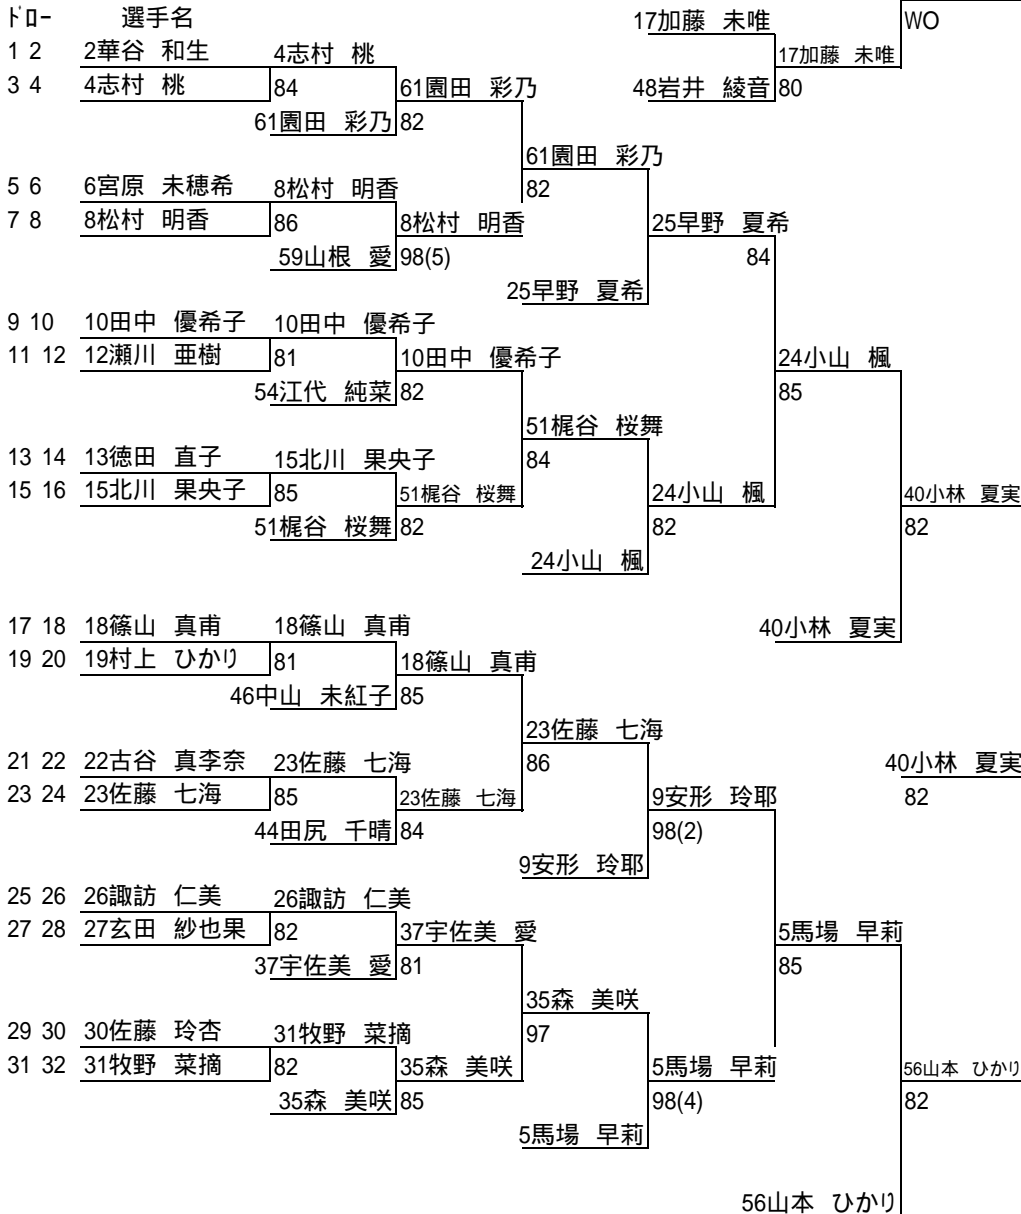 ﾄﾞﾛｰ 選手名 17加藤 未唯 WO
1 2 2華谷 和生 4志村 桃 17加藤 未唯
3 4 4志村 桃 84 61園田 彩乃 48岩井 綾音 80
61園田 彩乃 82
61園田 彩乃
5 6 6宮原 未穂希 8松村 明香 82
7 8 8松村 明香 86 8松村 明香 25早野 夏希
59山根 愛 98(5) 84
25早野 夏希
9 10 10田中 優希子 10田中 優希子
11 12 12瀬川 亜樹 81 10田中 優希子 24小山 楓
54江代 純菜 82 85
51梶谷 桜舞
13 14 13徳田 直子 15北川 果央子 84
15 16 15北川 果央子 85 51梶谷 桜舞 24小山 楓 40小林 夏実
51梶谷 桜舞 82 82 82
24小山 楓
17 18 18篠山 真甫 18篠山 真甫 40小林 夏実
19 20 19村上 ひかり 81 18篠山 真甫
46中山 未紅子 85
23佐藤 七海
21 22 22古谷 真李奈 23佐藤 七海 86 40小林 夏実
23 24 23佐藤 七海 85 23佐藤 七海 9安形 玲耶 82
44田尻 千晴 84 98(2)
9安形 玲耶
25 26 26諏訪 仁美 26諏訪 仁美
27 28 27玄田 紗也果 82 37宇佐美 愛 5馬場 早莉
37宇佐美 愛 81 85
35森 美咲
29 30 30佐藤 玲杏 31牧野 菜摘 97
31 32 31牧野 菜摘 82 35森 美咲 5馬場 早莉 56山本 ひかり
35森 美咲 85 98(4) 82
5馬場 早莉
56山本 ひかり